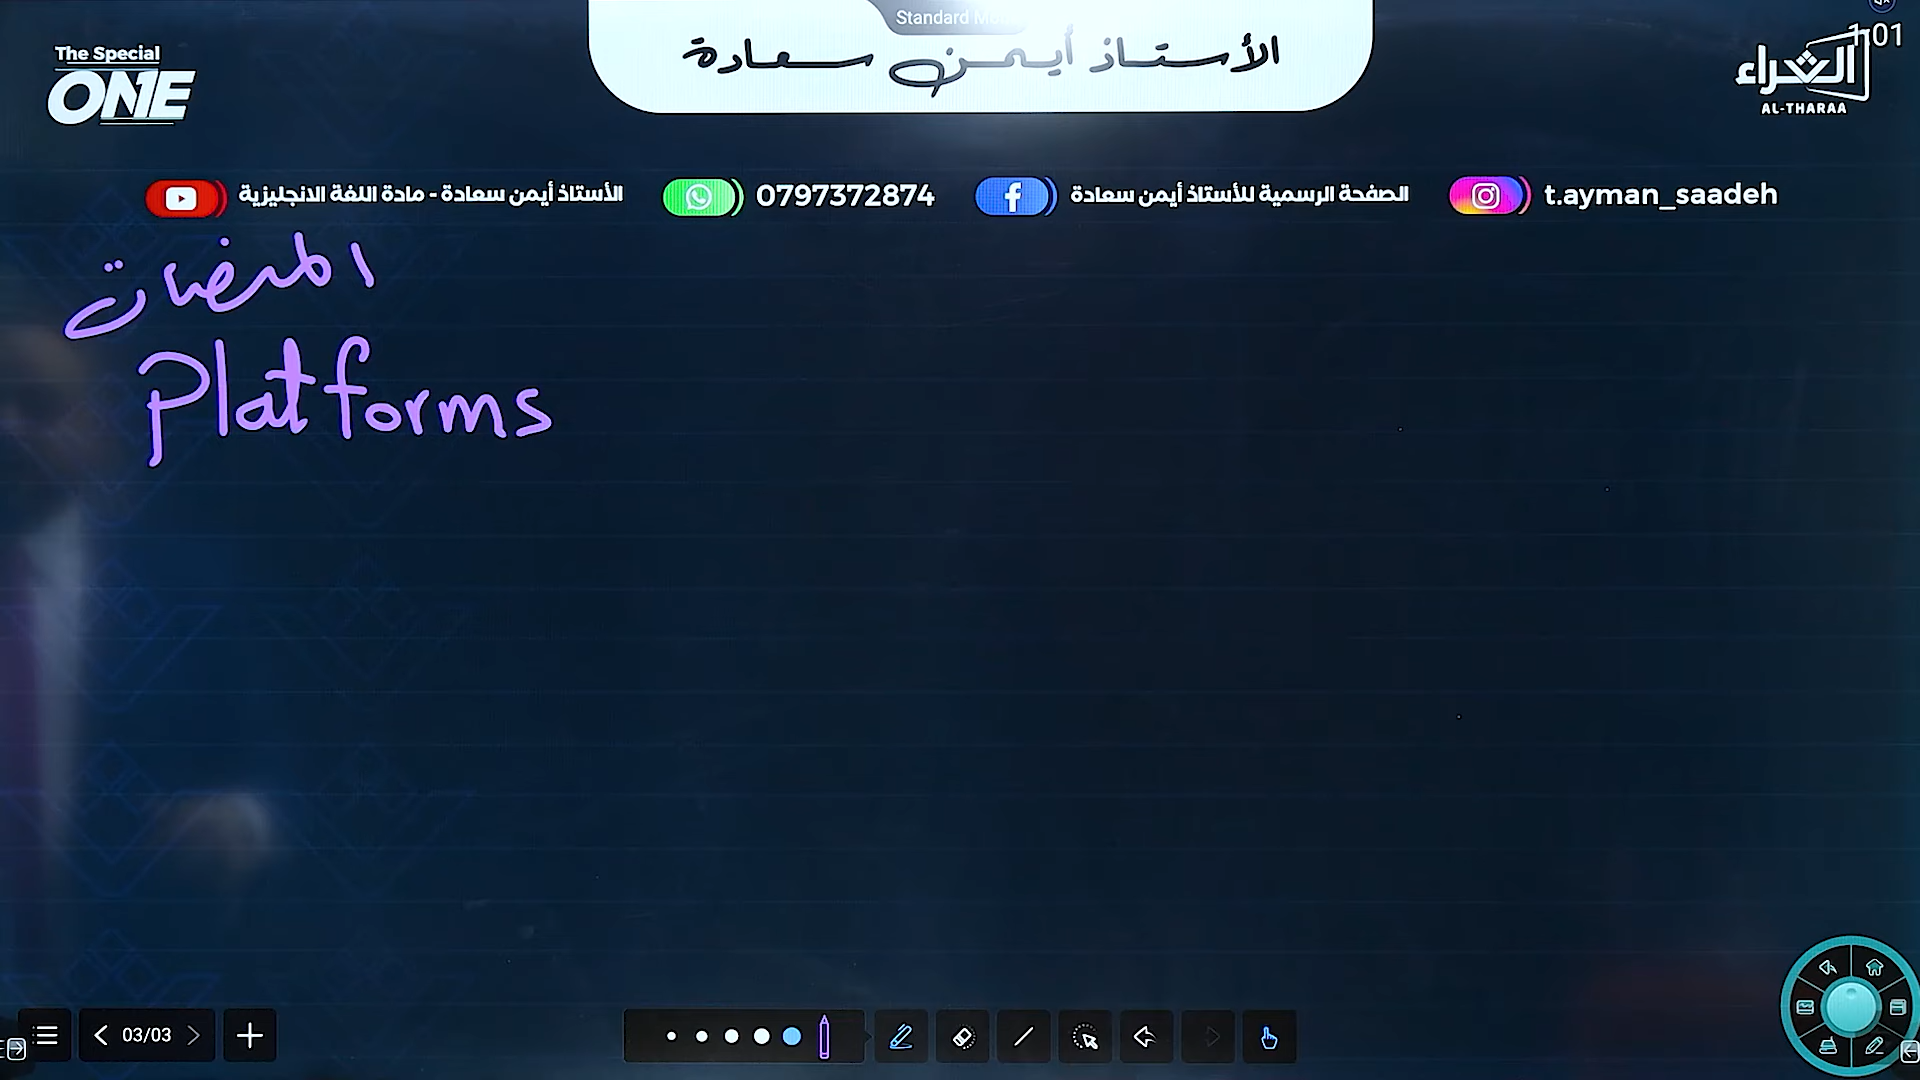 Standard Mo
1:01
The Special
ONE
الأستاذ أيمن سعادة
الثراء
AL-THARAA
الأستاذ أيمن سعادة - مادة اللغة الانجليزية
0797372874
الصفحة الرسمية للأستاذ أيمن سعادة
t.ayman_saadeh
المنصات
Platforms
03/03